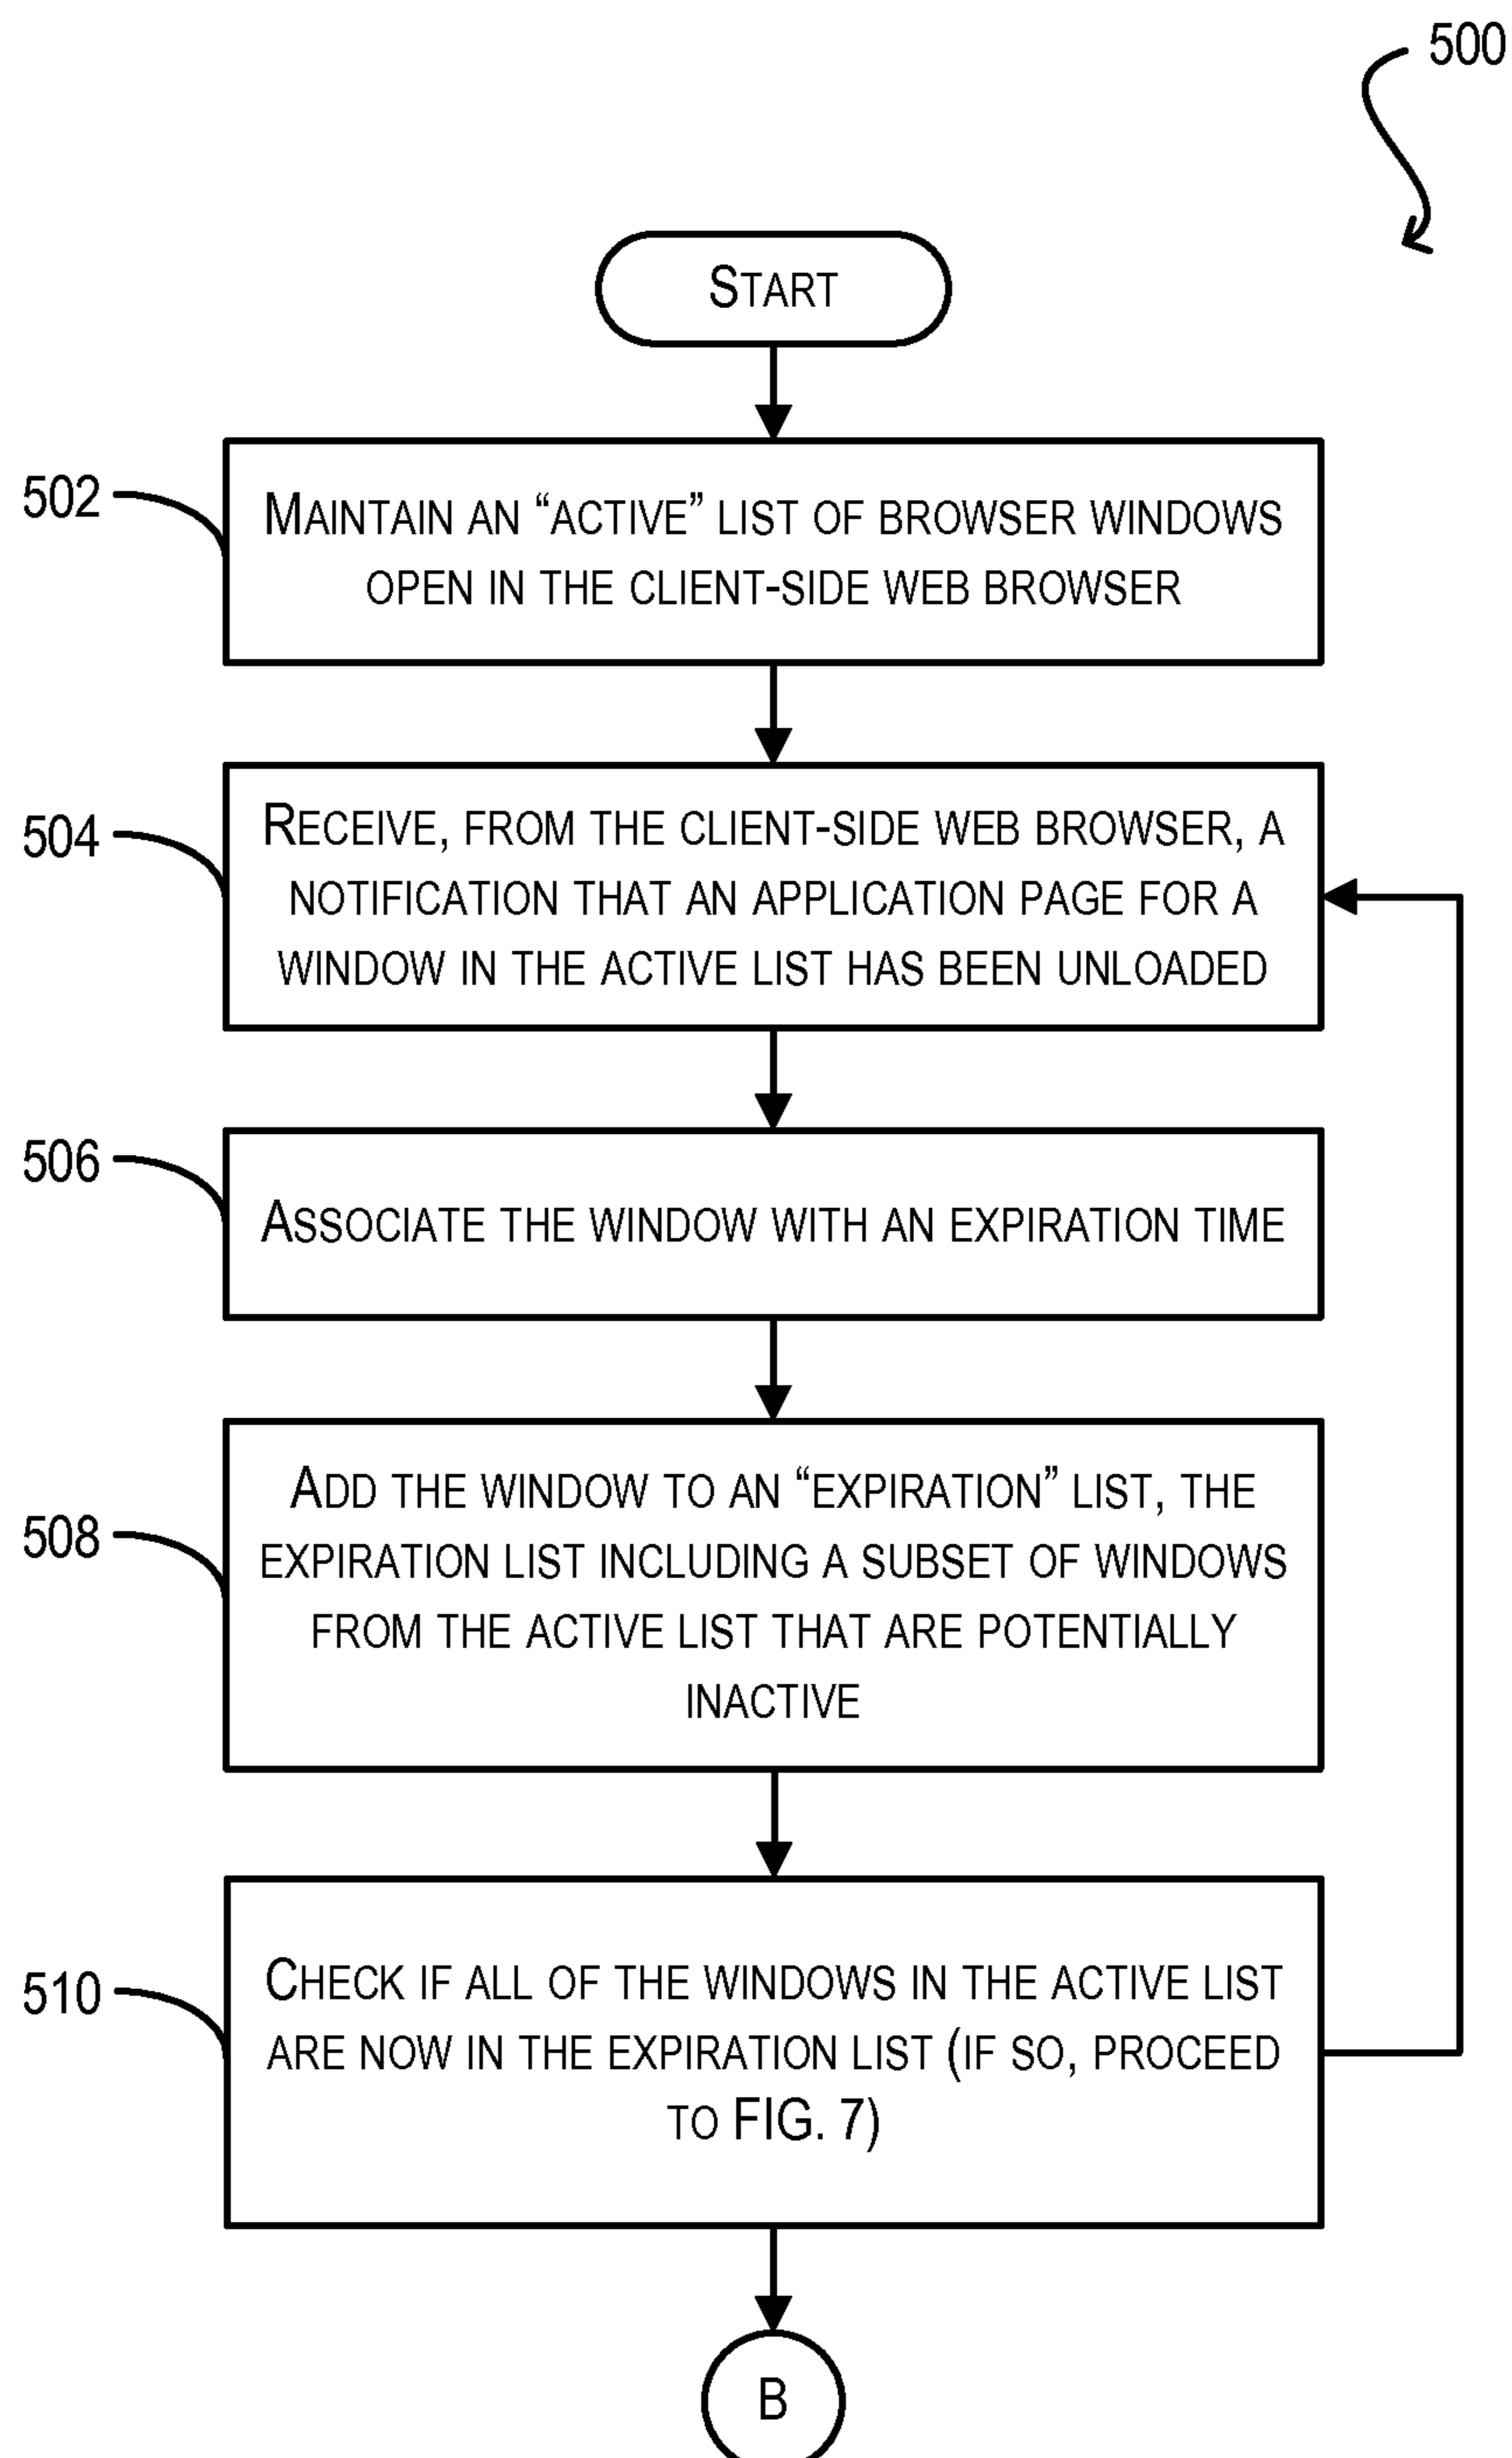 500
START
502
MAINTAIN AN “ACTIVE” LIST OF BROWSER WINDOWS
OPEN IN THE CLIENT-SIDE WEB BROWSER
504
RECEIVE, FROM THE CLIENT-SIDE WEB BROWSER, A
NOTIFICATION THAT AN APPLICATION PAGE FOR A
WINDOW IN THE ACTIVE LIST HAS BEEN UNLOADED
506
ASSOCIATE THE WINDOW WITH AN EXPIRATION TIME
508
ADD THE WINDOW TO AN “EXPIRATION” LIST, THE
EXPIRATION LIST INCLUDING A SUBSET OF WINDOWS
FROM THE ACTIVE LIST THAT ARE POTENTIALLY
INACTIVE
510
CHECK IF ALL OF THE WINDOWS IN THE ACTIVE LIST
ARE NOW IN THE EXPIRATION LIST (IF SO, PROCEED
TO FIG. 7)
B